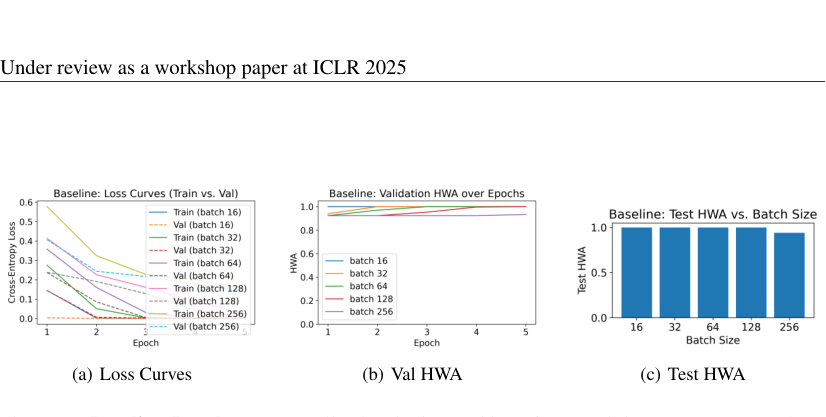 Under review as a workshop paper at ICLR 2025
Baseline: Loss Curves (Train vs. Val)
0.6
0.5
0.4
0.3
0.2
0.1
0.0
Cross-Entropy Loss
Train (batch 16)
Val (batch 16)
Train (batch 32)
Val (batch 32)
Train (batch 64)
Val (batch 64)
Train (batch 128)
Val (batch 128)
Train (batch 256)
Val (batch 256)
1 2 3 4 5
Epoch
(a) Loss Curves
Baseline: Validation HWA over Epochs
1.0
0.8
0.6
0.4
0.2
0.0
HWA
batch 16
batch 32
batch 64
batch 128
batch 256
1 2 3 4 5
Epoch
(b) Val HWA
Baseline: Test HWA vs. Batch Size
1.0
0.5
0.0
Test HWA
16 32 64 128 256
Batch Size
(c) Test HWA